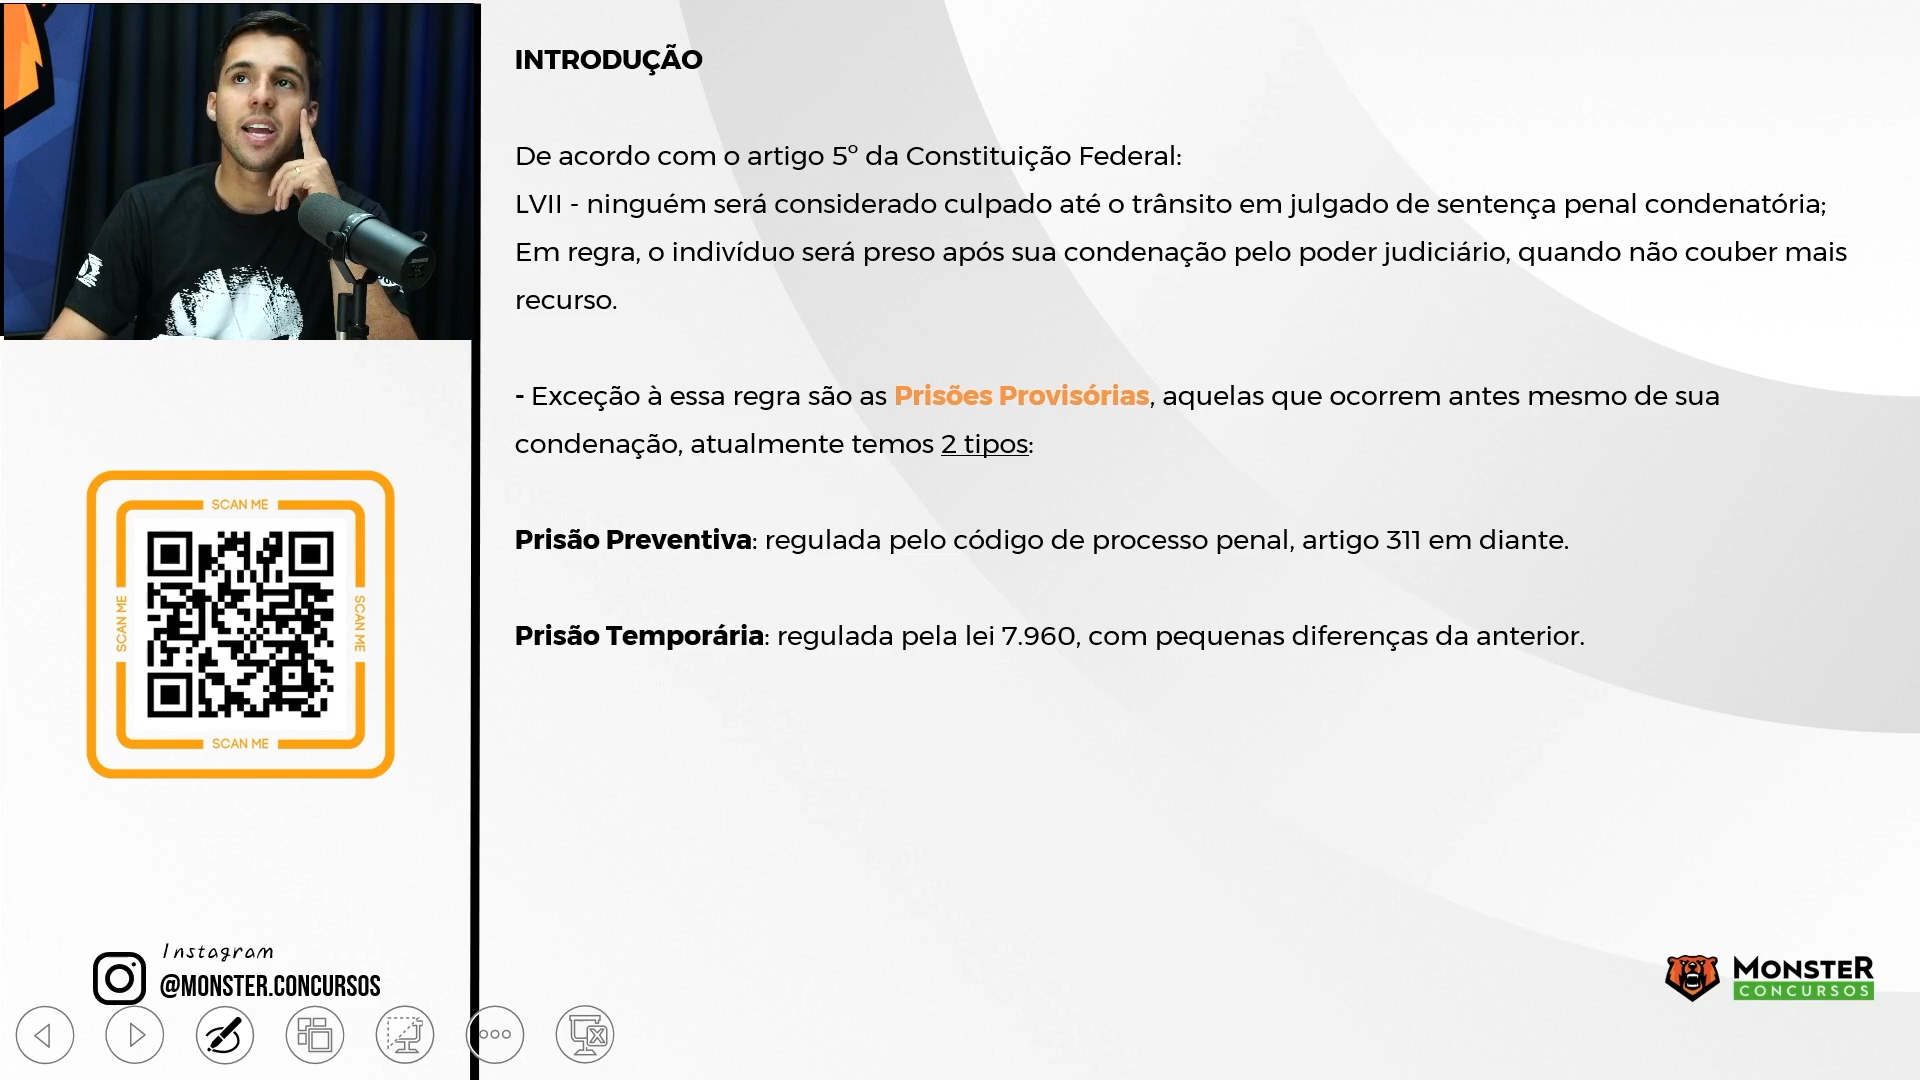 INTRODUÇÃO
De acordo com o artigo 5º da Constituição Federal:
LVII - ninguém será considerado culpado até o trânsito em julgado de sentença penal condenatória;
Em regra, o indivíduo será preso após sua condenação pelo poder judiciário, quando não couber mais
recurso.
- Exceção à essa regra são as Prisões Provisórias, aquelas que ocorrem antes mesmo de sua
condenação, atualmente temos 2 tipos:
Prisão Preventiva: regulada pelo código de processo penal, artigo 311 em diante.
Prisão Temporária: regulada pela lei 7.960, com pequenas diferenças da anterior.
SCAN ME
SCAN ME
SCAN ME
SCAN ME
Instagram
@MONSTER.CONCURSOS
MONSTER
CONCURSOS